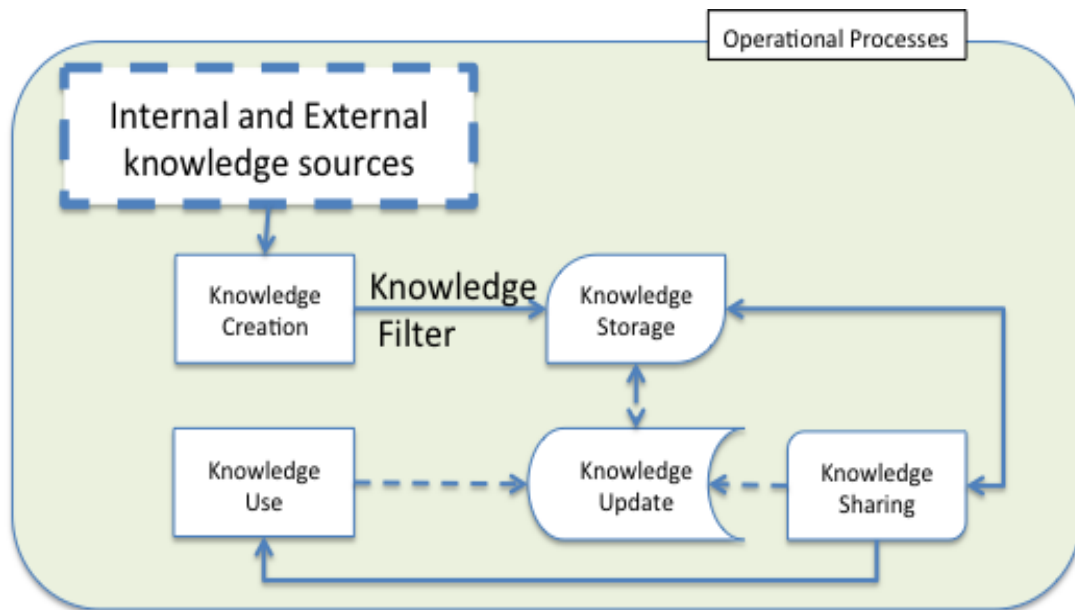 Operational Processes
Internal and External
knowledge sources
Knowledge
Creation
Knowledge
Filter
Knowledge
Storage
Knowledge
Use
Knowledge
Update
Knowledge
Sharing